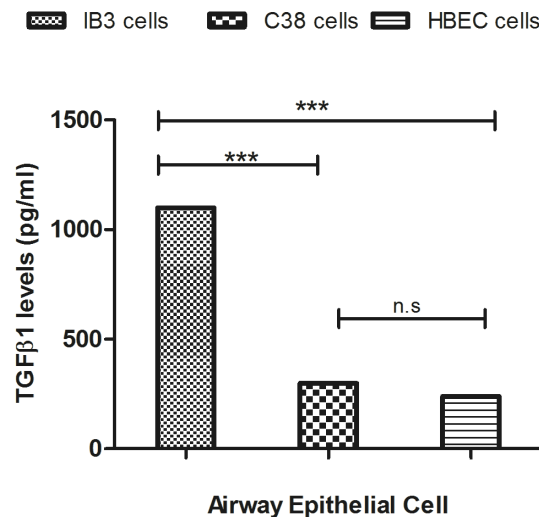 IB3 cells C38 cells HBEC cells
***
1500
***
1000
n.s
500
0
TGFβ1 levels (pg/ml)
Airway Epithelial Cell